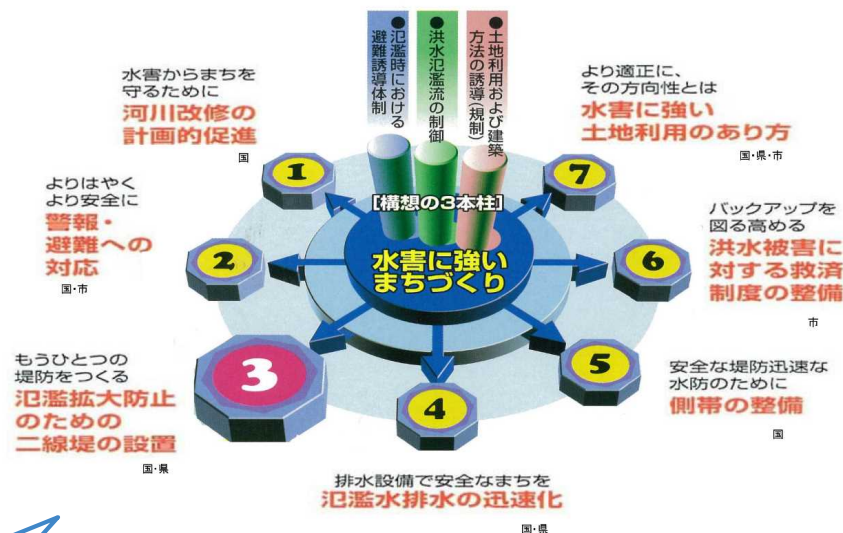 ●氾濫時における
避難誘導体制
●洪水氾濫流の制御
●土地利用および建築
方法の誘導(規制)
[構想の3本柱]
水害に強い
まちづくり
1
水害からまちを
守るために
河川改修の
計画的促進
国
2
よりはやく
より安全に
警報・
避難への
対応
国・市
3
もうひとつの
堤防をつくる
氾濫拡大防止
のための
二線堤の設置
国・県
4
排水設備で安全なまちを
氾濫水排水の迅速化
国・県
5
安全な堤防迅速な
水防のために
側帯の整備
国
6
バックアップを
図る高める
洪水被害に
対する救済
制度の整備
市
7
より適正に、
その方向性とは
水害に強い
土地利用のあり方
国・県・市